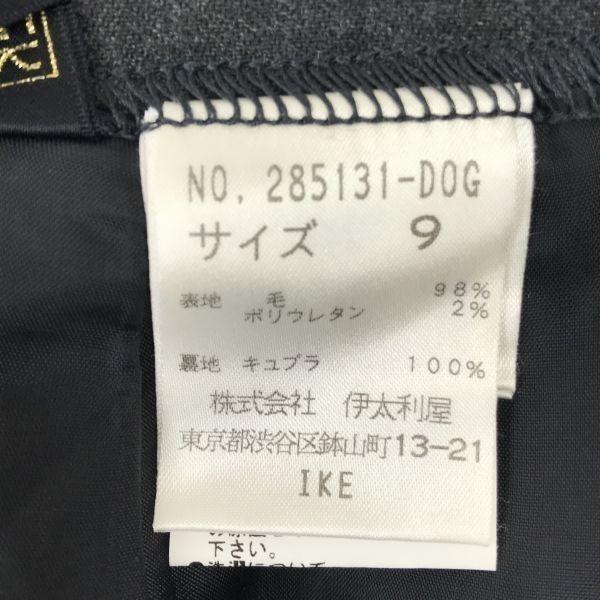 NO. 285131-DOG
サイズ 9
表地 毛 98%
ポリウレタン 2%
裏地 キュプラ 100%
株式会社 伊太利屋
東京都渋谷区鉢山町13-21
IKE
下さい。